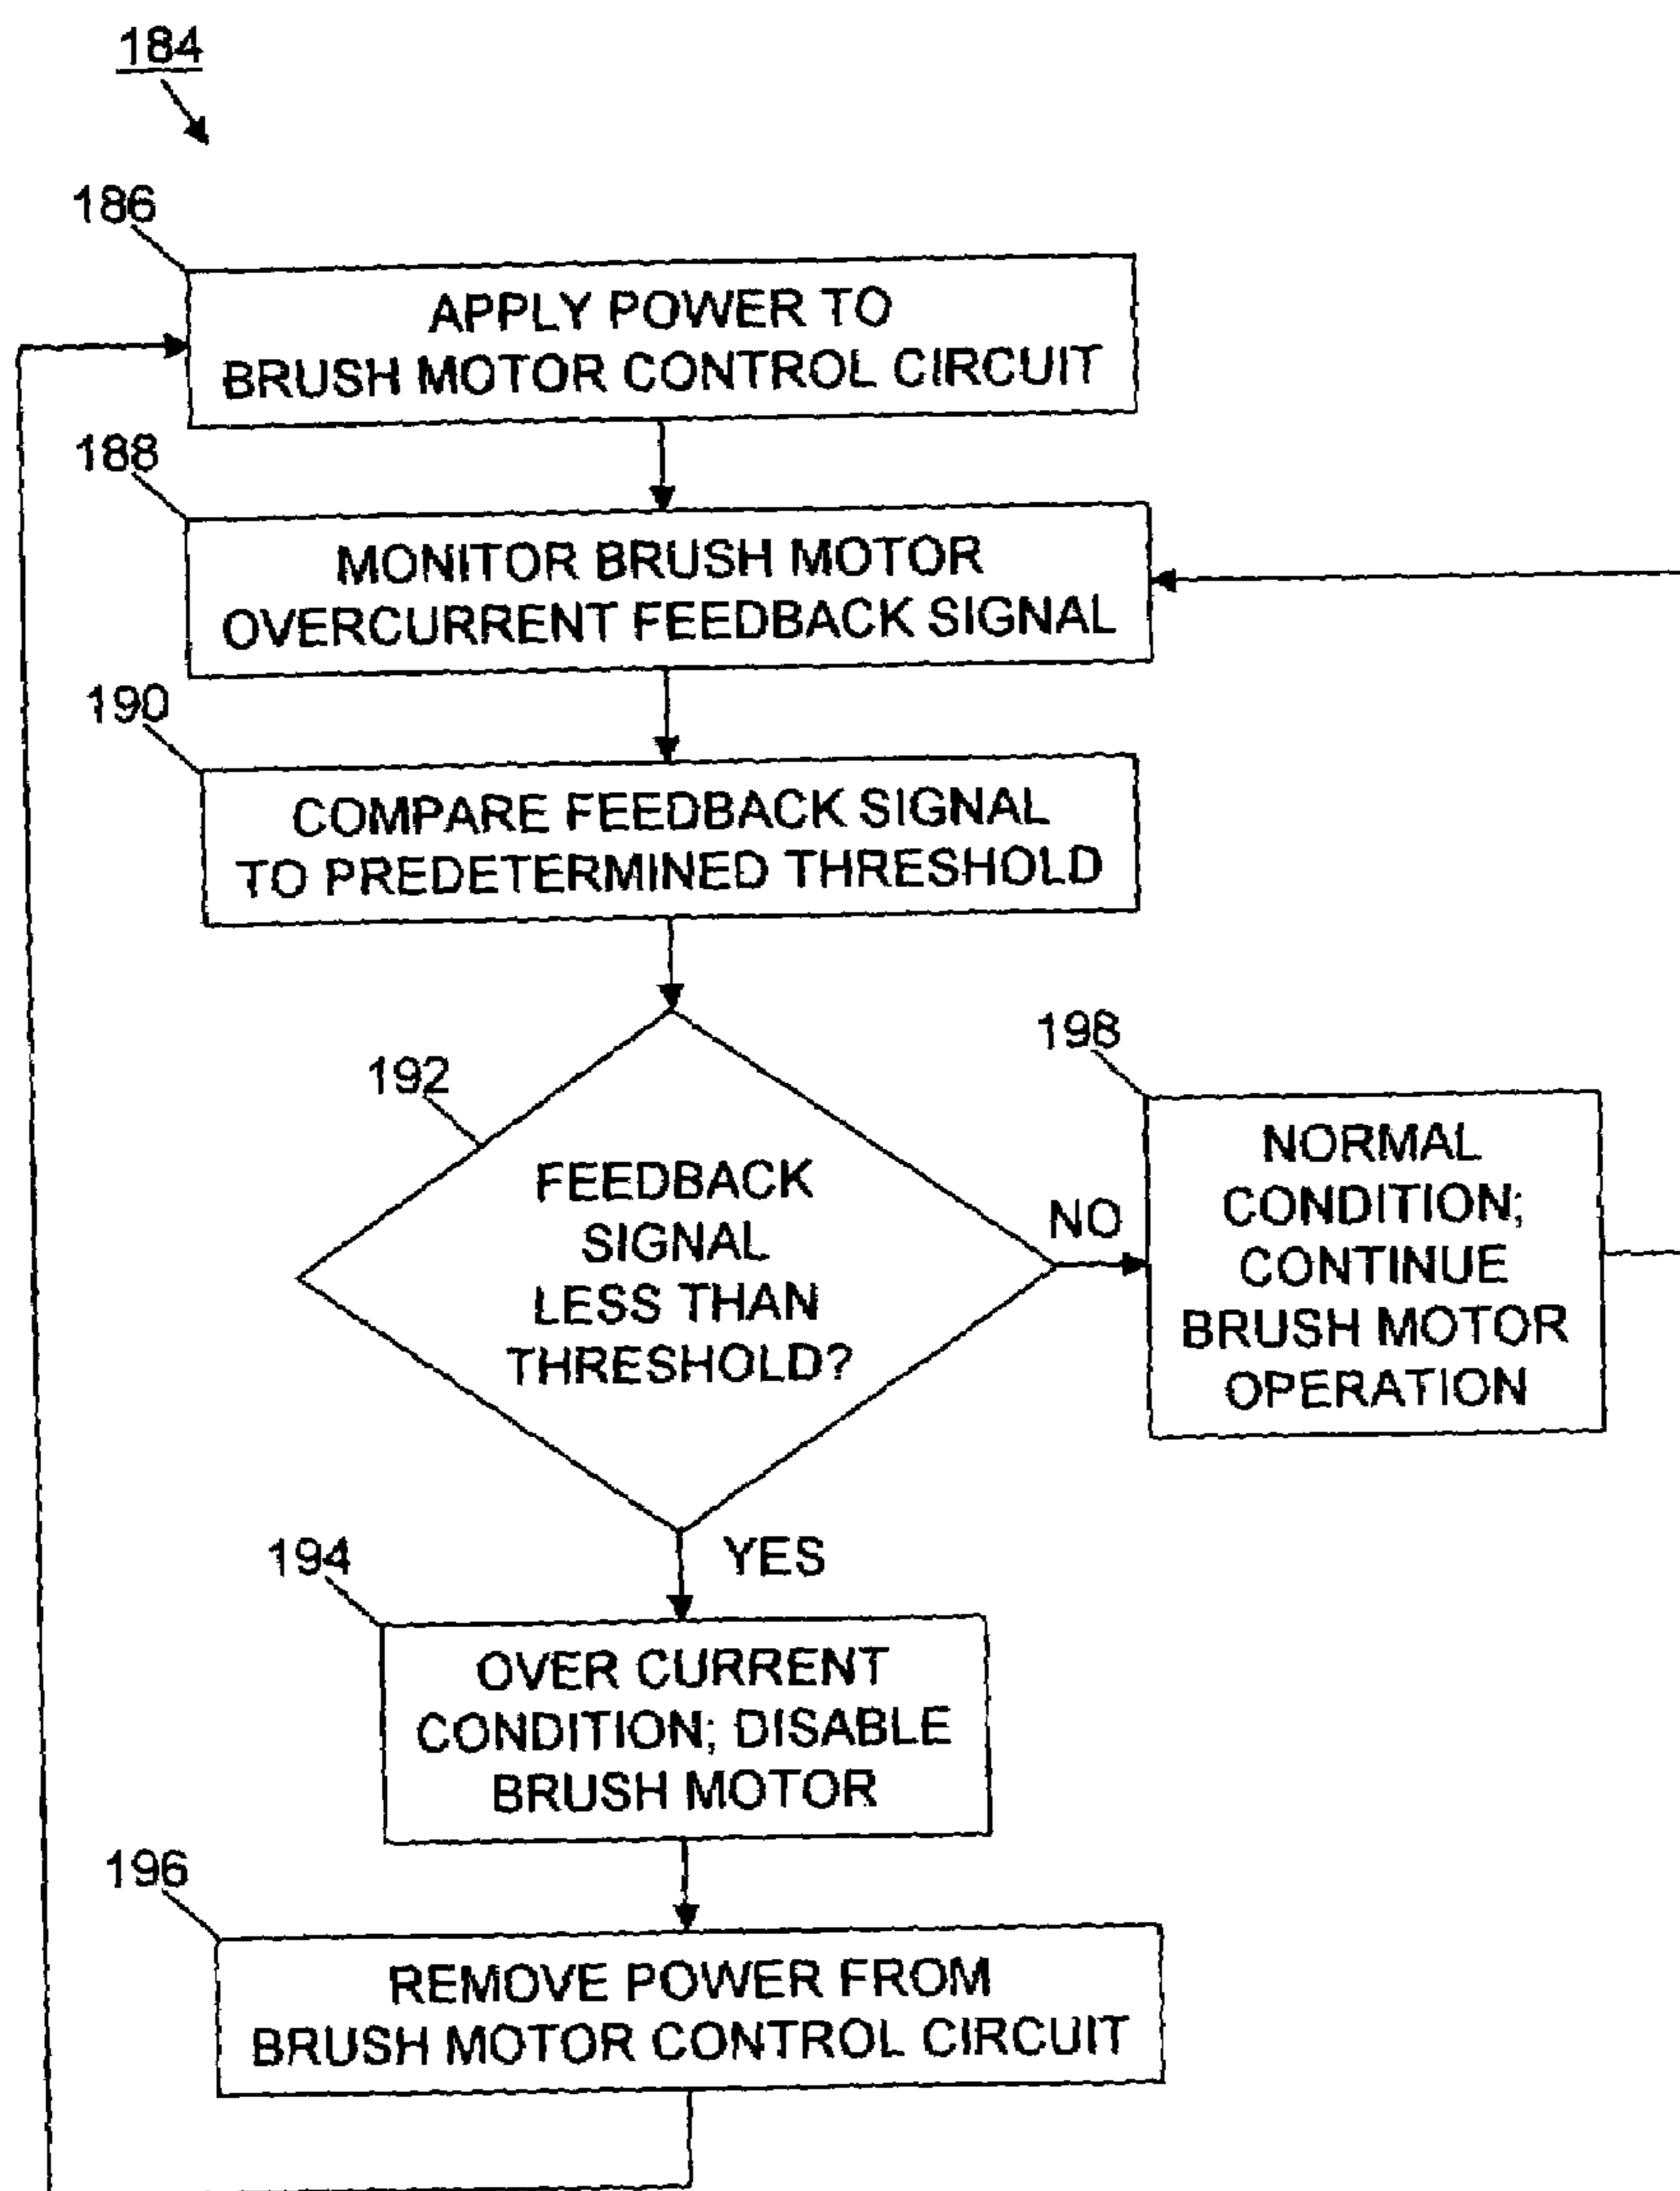 184
186
APPLY POWER TO
BRUSH MOTOR CONTROL CIRCUIT
188
MONITOR BRUSH MOTOR
OVERCURRENT FEEDBACK SIGNAL
190
COMPARE FEEDBACK SIGNAL
TO PREDETERMINED THRESHOLD
192
FEEDBACK
SIGNAL
LESS THAN
THRESHOLD?
NO
198
NORMAL
CONDITION;
CONTINUE
BRUSH MOTOR
OPERATION
YES
194
OVER CURRENT
CONDITION; DISABLE
BRUSH MOTOR
196
REMOVE POWER FROM
BRUSH MOTOR CONTROL CIRCUIT